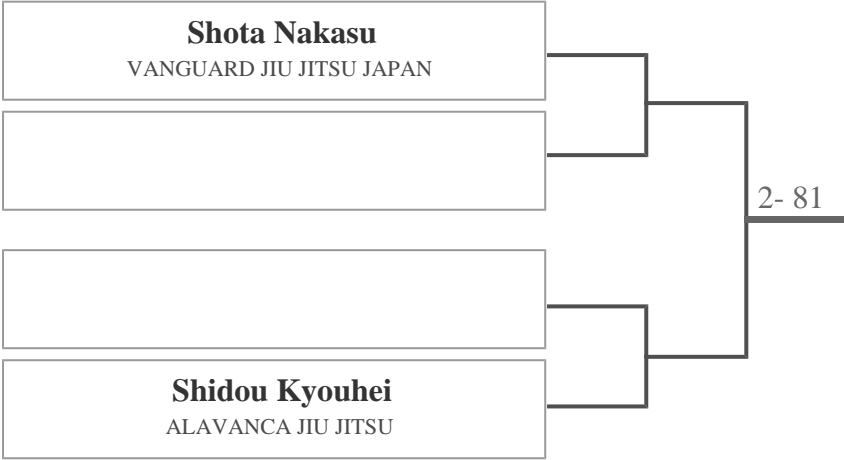 Shota Nakasu
VANGUARD JIU JITSU JAPAN
2- 81
Shidou Kyouhei
ALAVANCA JIU JITSU